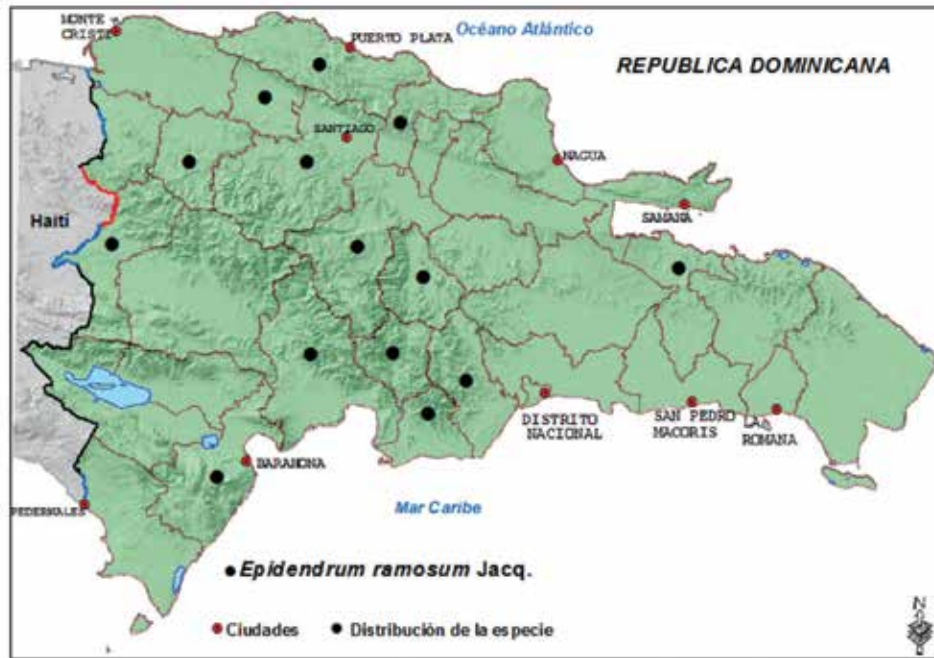 MONTE
CRISTI
Océano Atlántico
PUERTO PLATA
REPUBLICA DOMINICANA
SANTIAGO
NAGUA
SAMANA
Haití
DISTRITO
NACIONAL
SAN PEDRO
MACORIS
LA
ROMANA
BARAHONA
PEDERNALES
Mar Caribe
Epidendrum ramosum Jacq.
Ciudades
Distribución de la especie
N